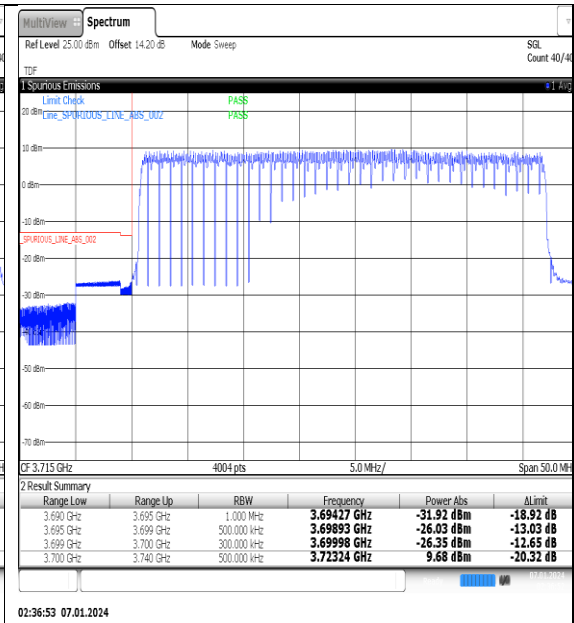 MultiView Spectrum
Ref Level 25.00 dBm Offset 14.20 dB Mode Sweep SGL
Count 40/40
TDF
1 Spurious Emissions 1 Avg
Limit Check PASS
20 dBm Line_SPURIOUS_LINE_ABS_002 PASS
10 dBm
0 dBm
-10 dBm
_SPURIOUS_LINE_ABS_002
-20 dBm
-30 dBm
-40 dBm
-50 dBm
-60 dBm
-70 dBm
CF 3.715 GHz 4004 pts 5.0 MHz/ Span 50.0 MH
2 Result Summary
Range Low Range Up RBW Frequency Power Abs ΔLimit
3.690 GHz 3.695 GHz 1.000 MHz 3.69427 GHz -31.92 dBm -18.92 dB
3.695 GHz 3.699 GHz 500.000 kHz 3.69893 GHz -26.03 dBm -13.03 dB
3.699 GHz 3.700 GHz 300.000 kHz 3.69998 GHz -26.35 dBm -12.65 dB
3.700 GHz 3.740 GHz 500.000 kHz 3.72324 GHz 9.68 dBm -20.32 dB
07.01.2024
02:36:53 07.01.2024